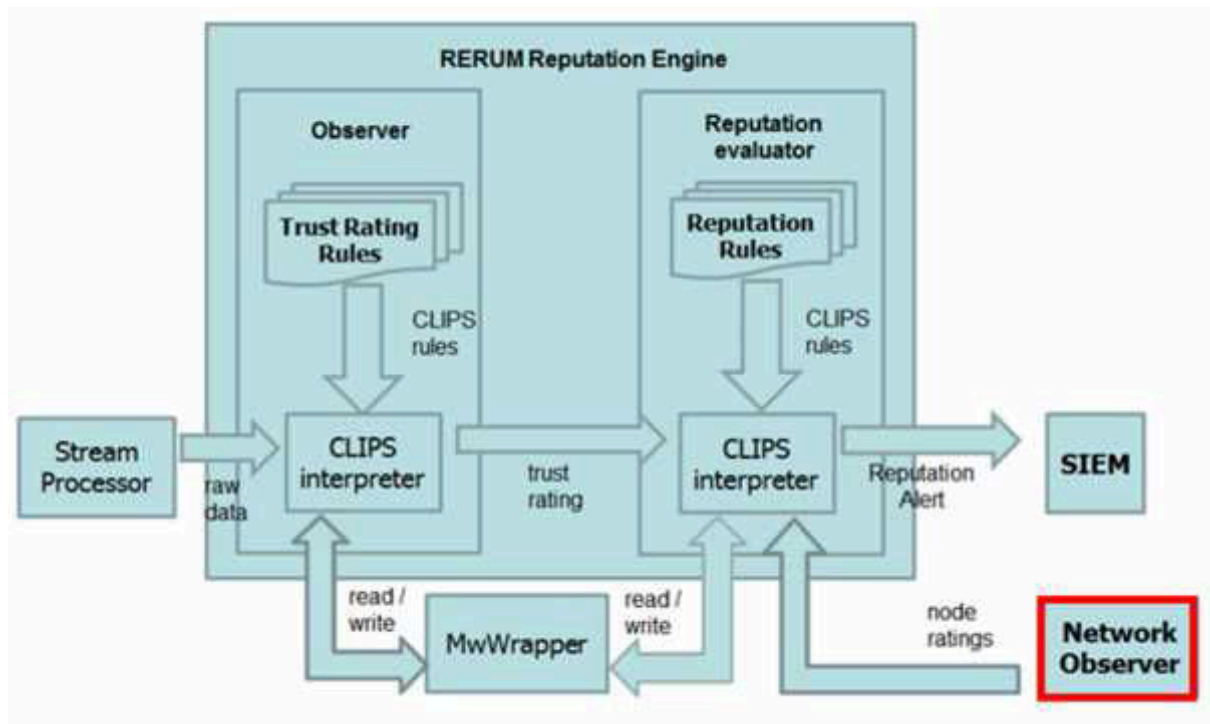 RERUM Reputation Engine
Observer
Trust Rating
Rules
CLIPS
rules
CLIPS
interpreter
Reputation
evaluator
Reputation
Rules
CLIPS
rules
CLIPS
interpreter
Stream
Processor
raw
data
trust
rating
Reputation
Alert
SIEM
read /
write
MwWrapper
read /
write
node
ratings
Network
Observer